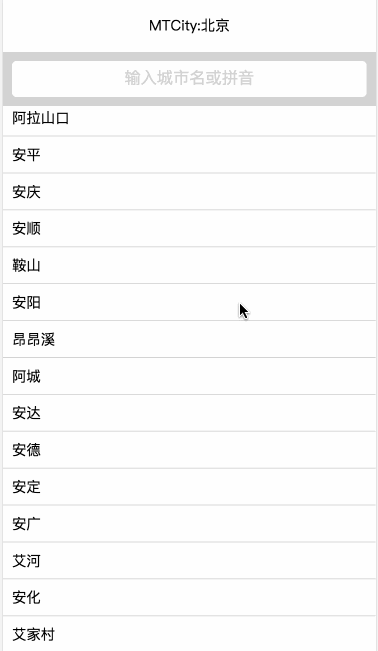 MTCity:北京
输入城市名或拼音
阿拉山口
安平
安庆
安顺
鞍山
安阳
昂昂溪
阿城
安达
安德
安定
安广
艾河
安化
艾家村